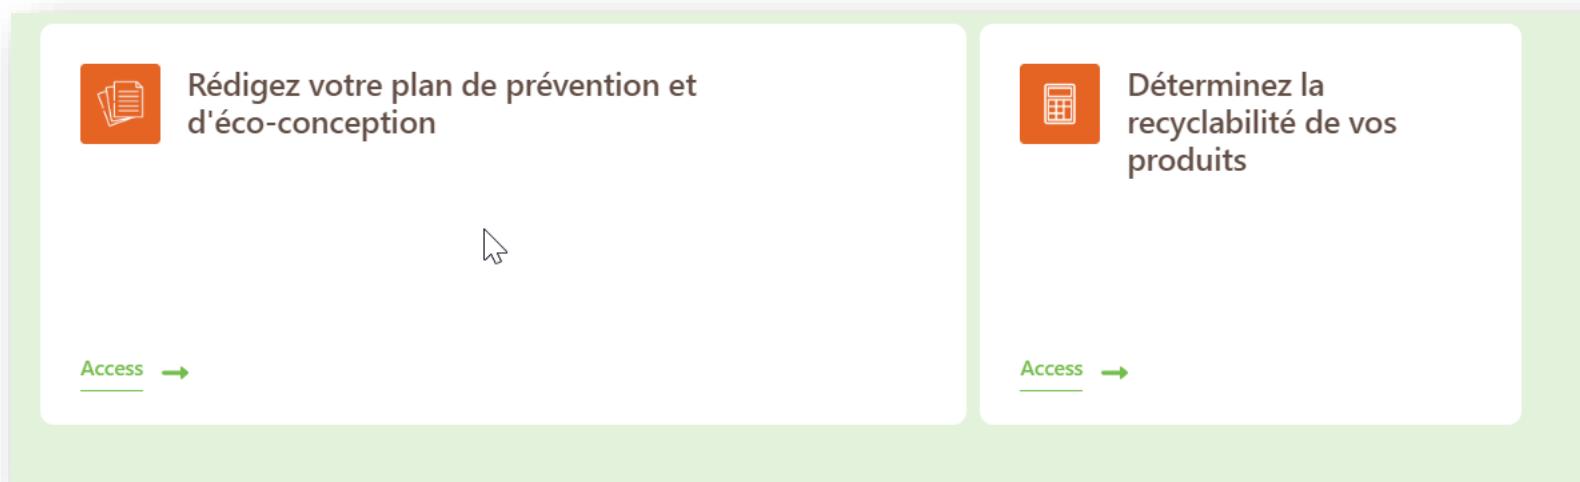 Rédigez votre plan de prévention et
d'éco-conception
Access
Déterminez la
recyclabilité de vos
produits
Access